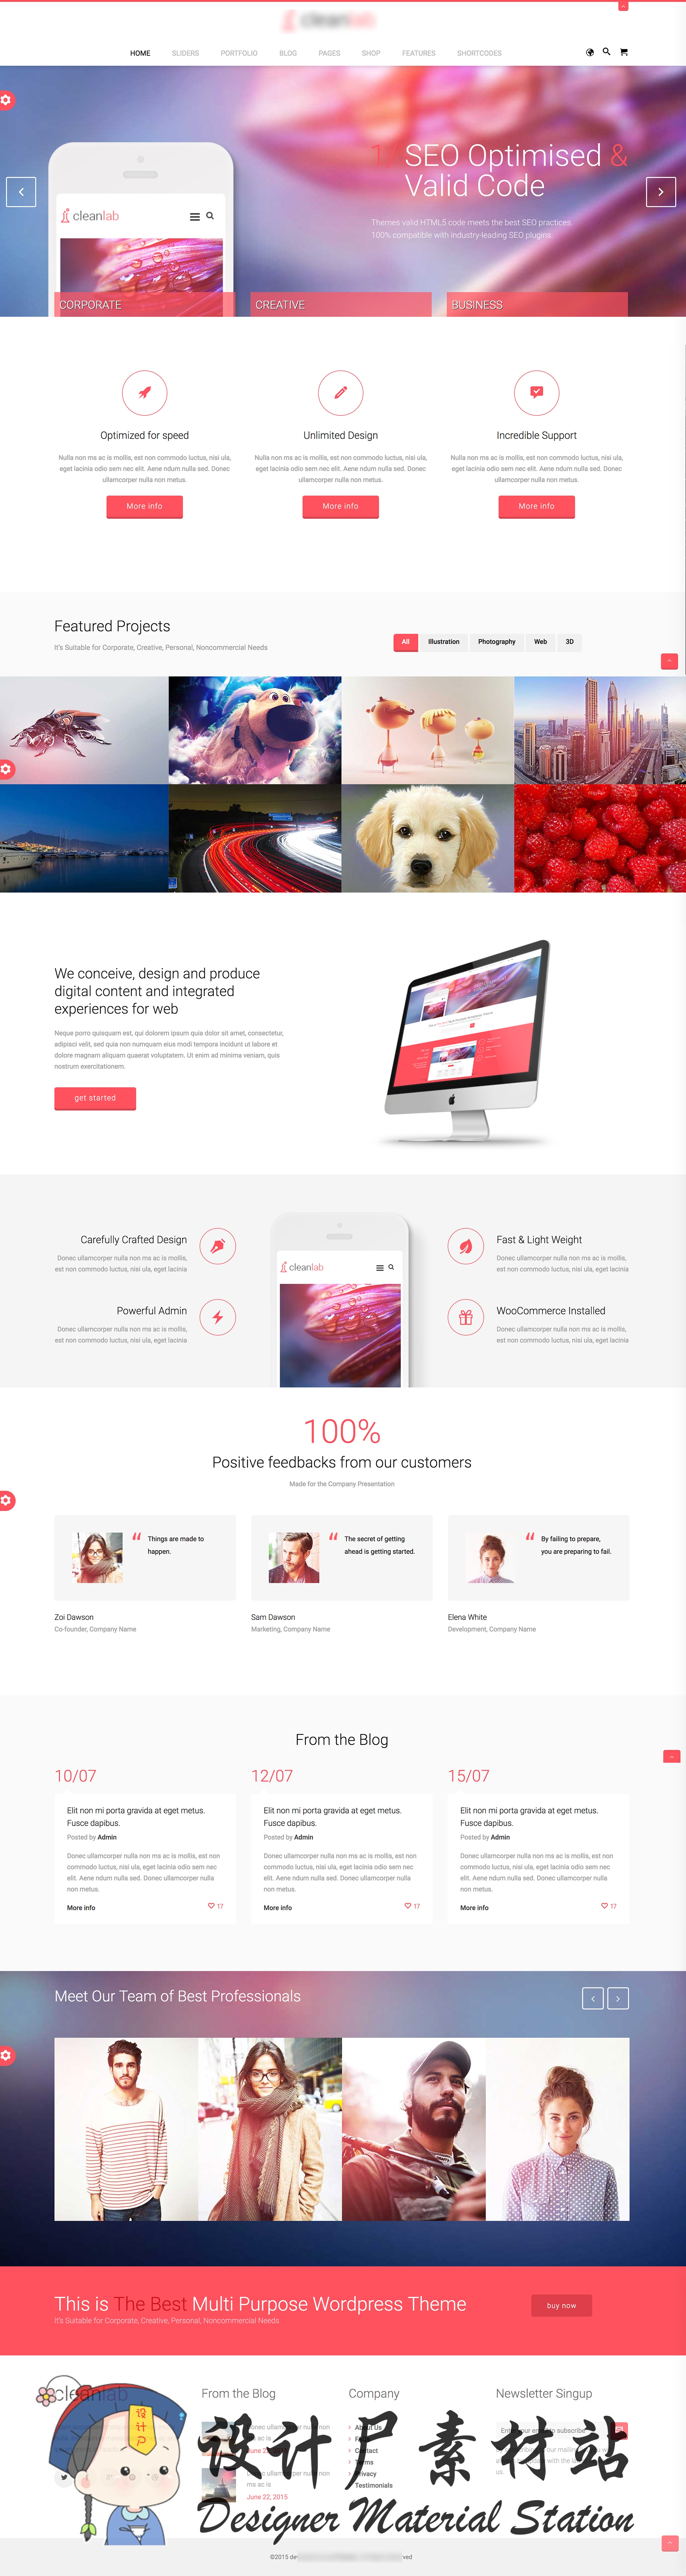 cleanlab
HOME SLIDERS PORTFOLIO BLOG PAGES SHOP FEATURES SHORTCODES
SEO Optimised &
Valid Code
Themes valid HTML5 code meets the best SEO practices.
100% compatible with industry-leading SEO plugins.
cleanlab
CORPORATE
CREATIVE
BUSINESS
Optimized for speed
Nulla non ms ac is mollis, est non commodo luctus, nisi ula,
eget lacinia odio sem nec elit. Aene ndum nulla sed. Donec
ullamcorper nulla non metus.
More info
Unlimited Design
Nulla non ms ac is mollis, est non commodo luctus, nisi ula,
eget lacinia odio sem nec elit. Aene ndum nulla sed. Donec
ullamcorper nulla non metus.
More info
Incredible Support
Nulla non ms ac is mollis, est non commodo luctus, nisi ula,
eget lacinia odio sem nec elit. Aene ndum nulla sed. Donec
ullamcorper nulla non metus.
More info
Featured Projects
It's Suitable for Corporate, Creative, Personal, Noncommercial Needs
All Illustration Photography Web 3D
We conceive, design and produce
digital content and integrated
experiences for web
Neque porro quisquam est, qui dolorem ipsum quia dolor sit amet, consectetur,
adipisci velit, sed quia non numquam eius modi tempora incidunt ut labore et
dolore magnam aliquam quaerat voluptatem. Ut enim ad minima veniam, quis
nostrum exercitationem.
get started
Carefully Crafted Design
Donec ullamcorper nulla non ms ac is mollis,
est non commodo luctus, nisi ula, eget lacinia
Powerful Admin
Donec ullamcorper nulla non ms ac is mollis,
est non commodo luctus, nisi ula, eget lacinia
cleanlab
Fast & Light Weight
Donec ullamcorper nulla non ms ac is mollis,
est non commodo luctus, nisi ula, eget lacinia
WooCommerce Installed
Donec ullamcorper nulla non ms ac is mollis,
est non commodo luctus, nisi ula, eget lacinia
100%
Positive feedbacks from our customers
Made for the Company Presentation
“ Things are made to
happen.
Zoi Dawson
Co-founder, Company Name
“ The secret of getting
ahead is getting started.
Sam Dawson
Marketing, Company Name
“ By failing to prepare,
you are preparing to fail.
Elena White
Development, Company Name
From the Blog
10/07
Elit non mi porta gravida at eget metus.
Fusce dapibus.
Posted by Admin
Donec ullamcorper nulla non ms ac is mollis, est non
commodo luctus, nisi ula, eget lacinia odio sem nec
elit. Aene ndum nulla sed. Donec ullamcorper nulla
non metus.
More info 17
12/07
Elit non mi porta gravida at eget metus.
Fusce dapibus.
Posted by Admin
Donec ullamcorper nulla non ms ac is mollis, est non
commodo luctus, nisi ula, eget lacinia odio sem nec
elit. Aene ndum nulla sed. Donec ullamcorper nulla
non metus.
More info 17
15/07
Elit non mi porta gravida at eget metus.
Fusce dapibus.
Posted by Admin
Donec ullamcorper nulla non ms ac is mollis, est non
commodo luctus, nisi ula, eget lacinia odio sem nec
elit. Aene ndum nulla sed. Donec ullamcorper nulla
non metus.
More info 17
Meet Our Team of Best Professionals
This is The Best Multi Purpose Wordpress Theme
It's Suitable for Corporate, Creative, Personal, Noncommercial Needs
buy now
cleanlab
设计尸
From the Blog
June 22, 2015
Company
About Us
Contact
Testimonials
Newsletter Singup
设计尸素材站
Designer Material Station
©2015